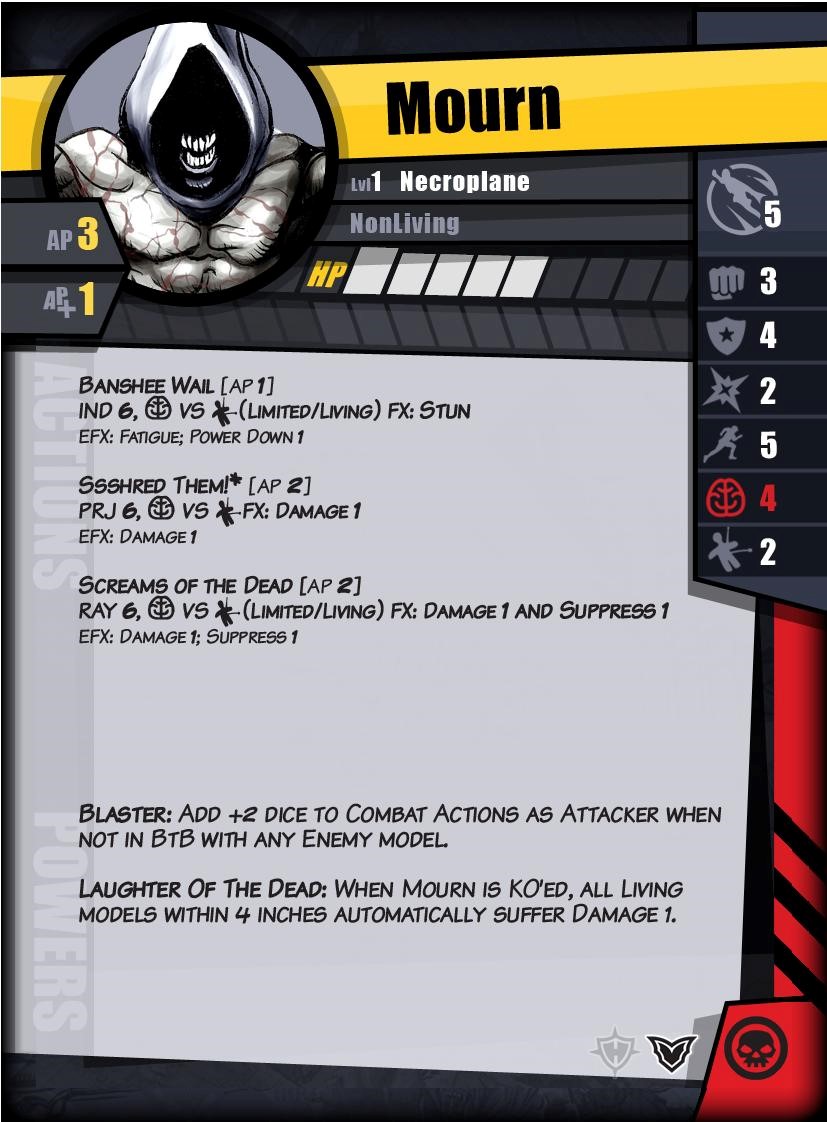 Mourn
Lvl1 Necroplane
NonLiving
AP 3
AP+ 1
HP
5
3
4
2
5
4
2
ACTIONS
BANSHEE WAIL [AP 1]
IND 6, VS (LIMITED/LIVING) FX: STUN
EFX: FATIGUE; POWER DOWN 1
SSSHRED THEM!* [AP 2]
PRJ 6, VS FX: DAMAGE 1
EFX: DAMAGE 1
SCREAMS OF THE DEAD [AP 2]
RAY 6, VS (LIMITED/LIVING) FX: DAMAGE 1 AND SUPPRESS 1
EFX: DAMAGE 1; SUPPRESS 1
POWERS
BLASTER: ADD +2 DICE TO COMBAT ACTIONS AS ATTACKER WHEN
NOT IN BTB WITH ANY ENEMY MODEL.
LAUGHTER OF THE DEAD: WHEN MOURN IS KO'ED, ALL LIVING
MODELS WITHIN 4 INCHES AUTOMATICALLY SUFFER DAMAGE 1.
H